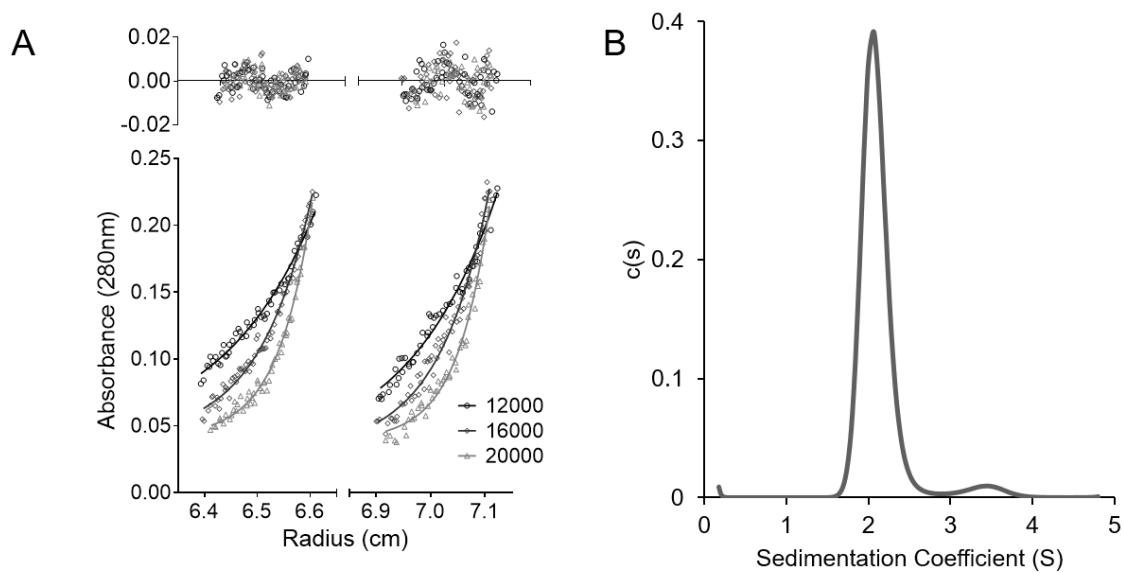 A
0.02
0.00
-0.02
0.25
0.20
0.15
0.10
0.05
0.00
Absorbance (280nm)
12000
16000
20000
6.4 6.5 6.6 6.9 7.0 7.1
Radius (cm)
B
0.4
0.3
0.2
0.1
0
c(s)
0 1 2 3 4 5
Sedimentation Coefficient (S)